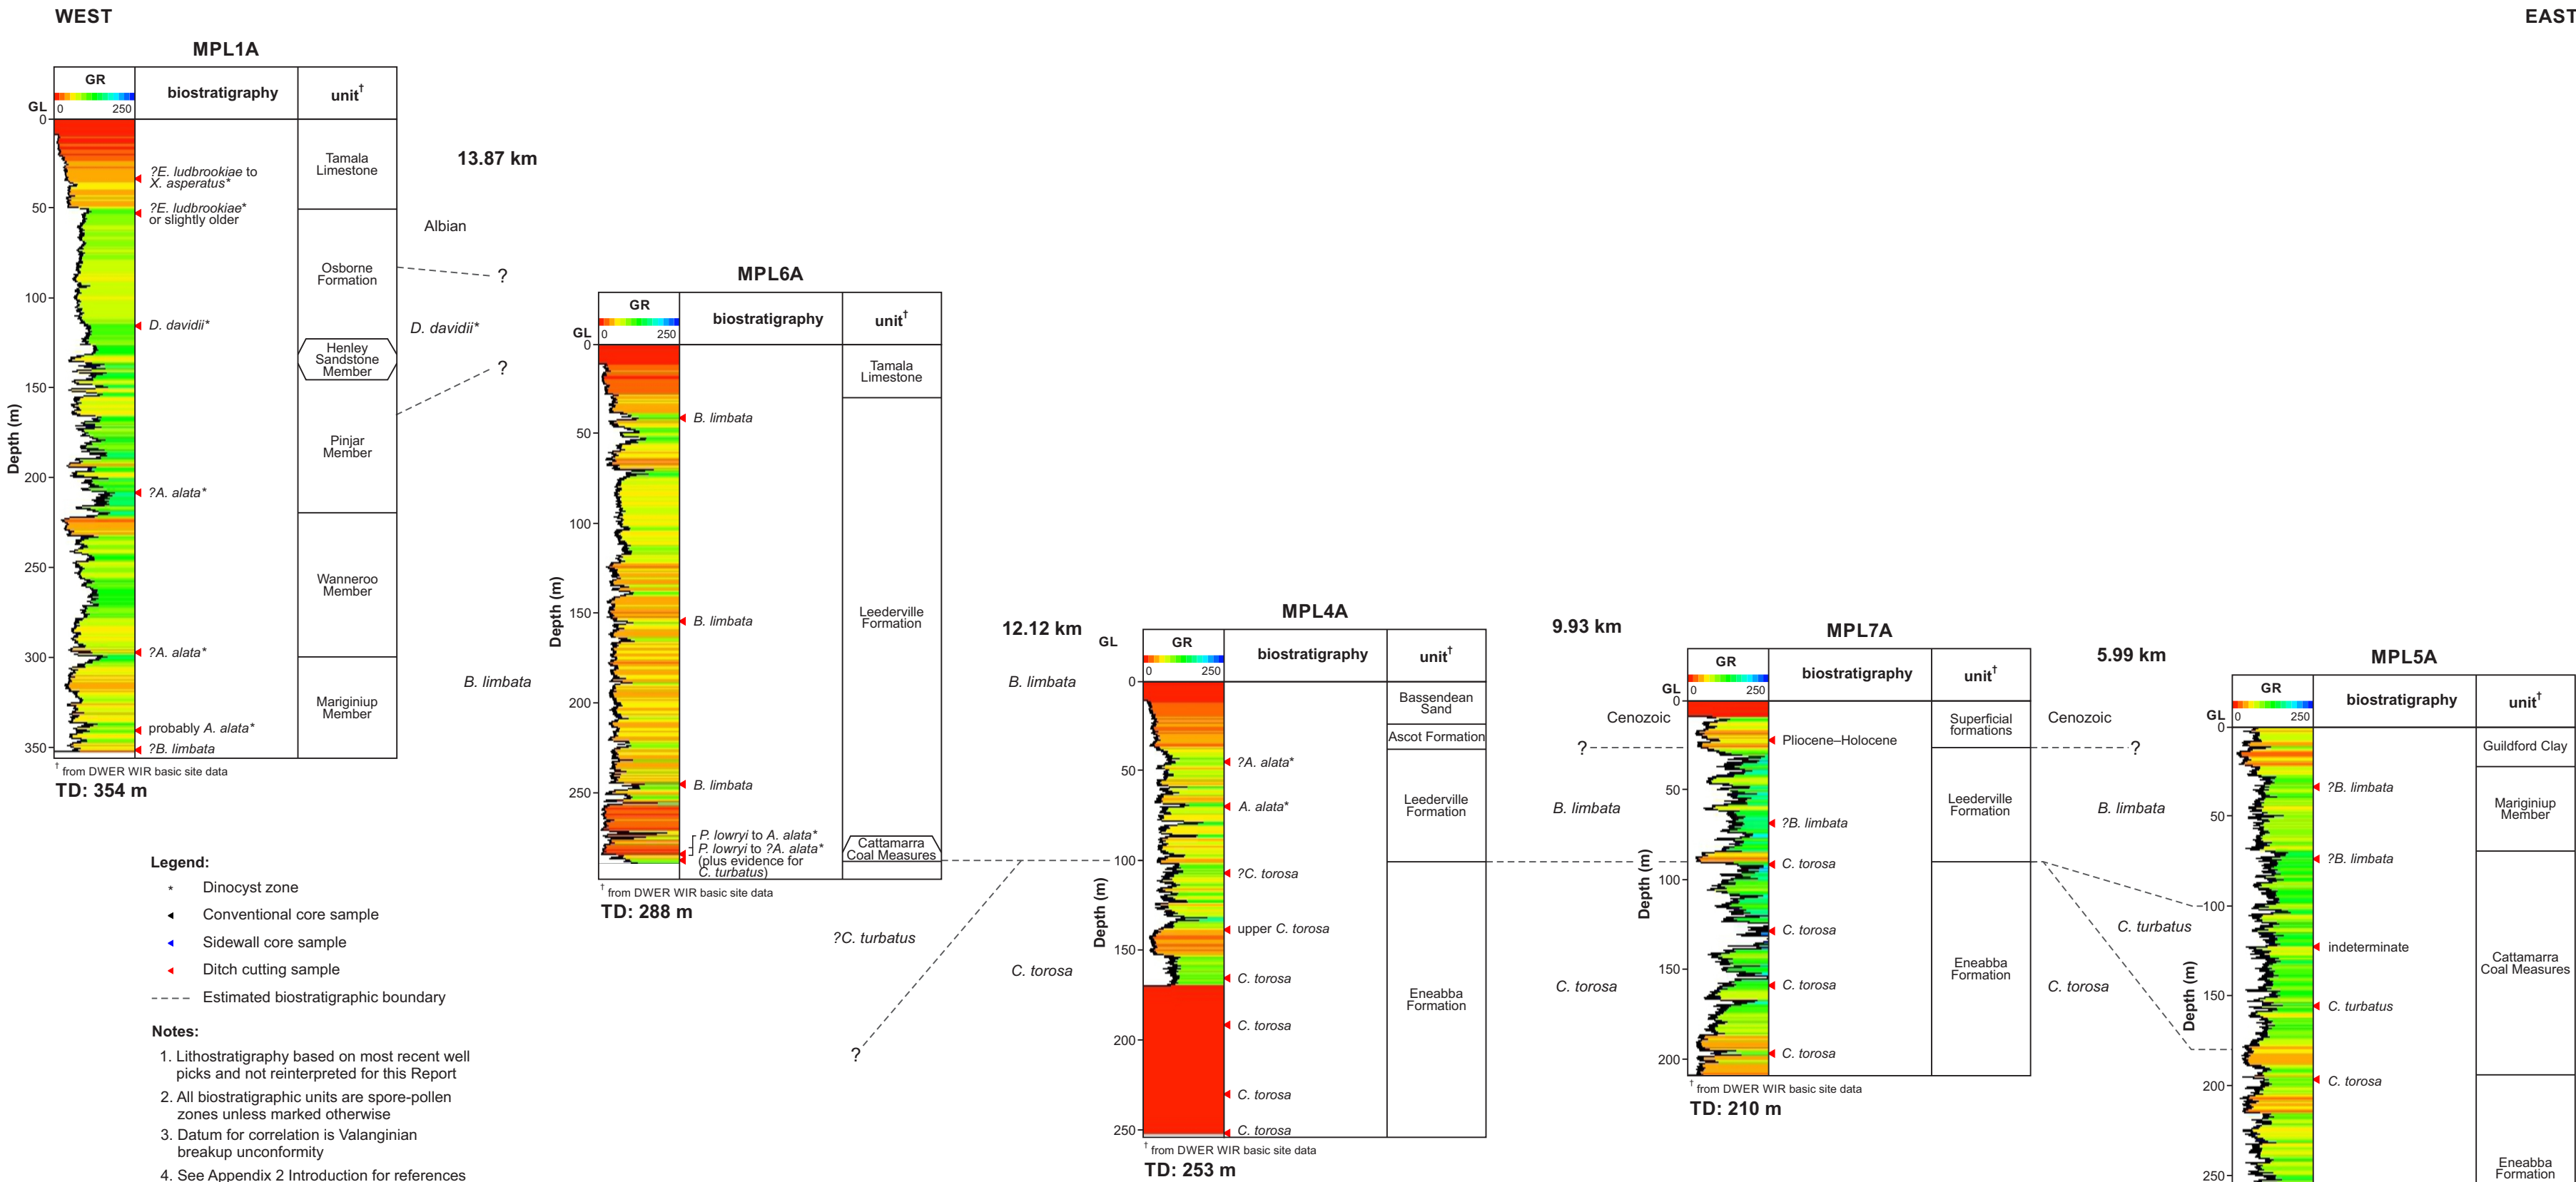 WEST
EAST
MPL1A
GR
biostratigraphy
unit†
GL
0
250
0
50
100
150
200
250
300
350
Depth (m)
?E. ludbrookiae to
X. asperatus*
?E. ludbrookiae*
or slightly older
D. davidii*
?A. alata*
?A. alata*
probably A. alata*
?B. limbata
Tamala
Limestone
Osborne
Formation
Henley
Sandstone
Member
Pinjar
Member
Wanneroo
Member
Mariginiup
Member
† from DWER WIR basic site data
TD: 354 m
13.87 km
Albian
?
D. davidii*
?
B. limbata
MPL6A
GR
biostratigraphy
unit†
GL
0
250
0
50
100
150
200
250
Depth (m)
B. limbata
B. limbata
B. limbata
P. lowryi to A. alata*
P. lowryi to ?A. alata*
(plus evidence for
C. turbatus)
Tamala
Limestone
Leederville
Formation
Cattamarra
Coal Measures
† from DWER WIR basic site data
TD: 288 m
12.12 km
B. limbata
?C. turbatus
C. torosa
?
MPL4A
GL
GR
biostratigraphy
unit†
0
250
0
50
100
150
200
250
Depth (m)
?A. alata*
A. alata*
?C. torosa
upper C. torosa
C. torosa
C. torosa
C. torosa
C. torosa
Bassendean
Sand
Ascot Formation
Leederville
Formation
Eneabba
Formation
† from DWER WIR basic site data
TD: 253 m
9.93 km
Cenozoic
?
B. limbata
C. torosa
MPL7A
GR
biostratigraphy
unit†
GL
0
250
0
50
100
150
200
Depth (m)
Pliocene–Holocene
?B. limbata
C. torosa
C. torosa
C. torosa
C. torosa
Superficial
formations
Leederville
Formation
Eneabba
Formation
† from DWER WIR basic site data
TD: 210 m
5.99 km
Cenozoic
?
B. limbata
C. turbatus
C. torosa
MPL5A
GR
biostratigraphy
unit†
GL
0
250
0
50
100
150
200
250
Depth (m)
?B. limbata
?B. limbata
indeterminate
C. turbatus
C. torosa
Guildford Clay
Mariginiup
Member
Cattamarra
Coal Measures
Eneabba
Formation
Legend:
* Dinocyst zone
Conventional core sample
Sidewall core sample
Ditch cutting sample
Estimated biostratigraphic boundary
Notes:
1. Lithostratigraphy based on most recent well
picks and not reinterpreted for this Report
2. All biostratigraphic units are spore-pollen
zones unless marked otherwise
3. Datum for correlation is Valanginian
breakup unconformity
4. See Appendix 2 Introduction for references